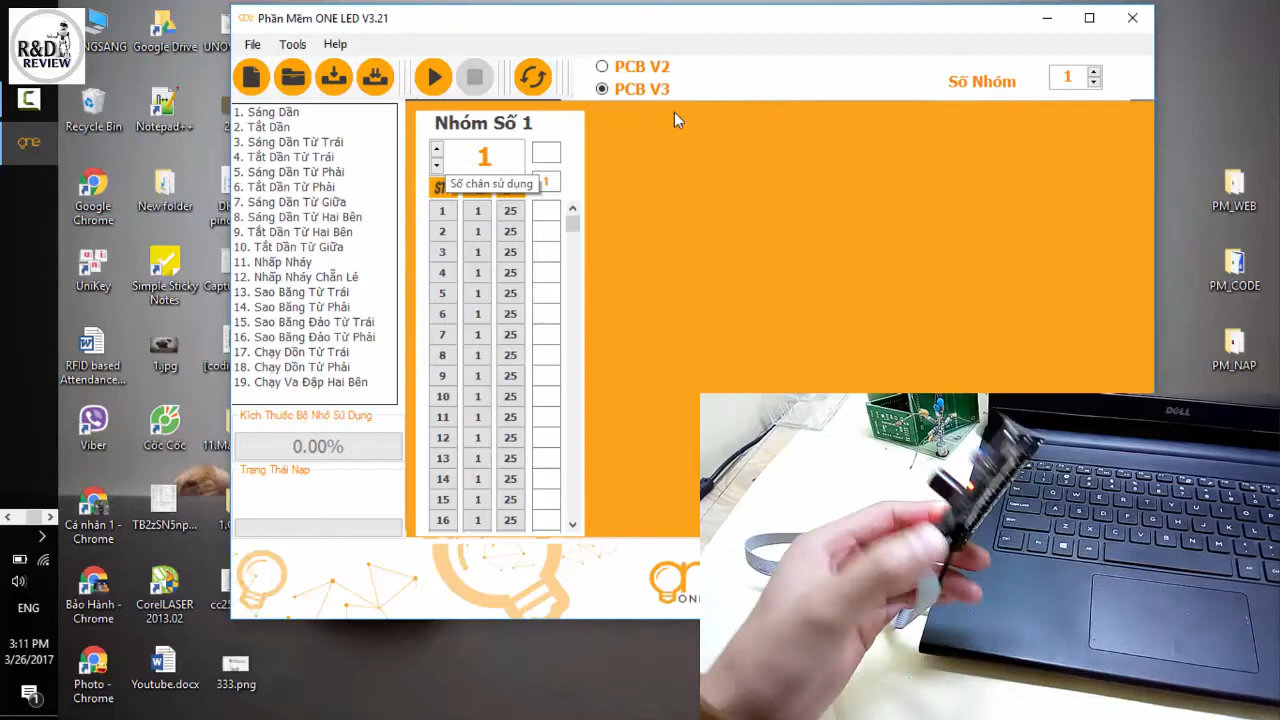 R&D
REVIEW
NGSANG
Google Drive
UNO
Recycle Bin
Notepad++
Google
Chrome
New folder
UniKey
Simple Sticky
Notes
Capt
RFID based
Attendance...
1.jpg
[codi
Viber
Cốc Cốc
11.M
Cá nhân 1 -
Chrome
TB2zSN5np...
Bảo Hành -
Chrome
CorelLASER
2013.02
cc25
Photo -
Chrome
Youtube.docx
333.png
ENG
3:11 PM
3/26/2017
1
one
Phần Mềm ONE LED V3.21
File
Tools
Help
PCB V2
PCB V3
Số Nhóm
1
1. Sáng Dần
2. Tắt Dần
3. Sáng Dần Từ Trái
4. Tắt Dần Từ Trái
5. Sáng Dần Từ Phải
6. Tắt Dần Từ Phải
7. Sáng Dần Từ Giữa
8. Sáng Dần Từ Hai Bên
9. Tắt Dần Từ Hai Bên
10. Tắt Dần Từ Giữa
11. Nhấp Nháy
12. Nhấp Nháy Chẵn Lẻ
13. Sao Băng Từ Trái
14. Sao Băng Từ Phải
15. Sao Băng Đảo Từ Trái
16. Sao Băng Đảo Từ Phải
17. Chạy Dồn Từ Trái
18. Chạy Dồn Từ Phải
19. Chạy Va Đập Hai Bên
Kích Thước Bộ Nhớ Sử Dụng
0.00%
Trạng Thái Nạp
Nhóm Số 1
1
Số chân sử dụng
1
1 1 25
2 1 25
3 1 25
4 1 25
5 1 25
6 1 25
7 1 25
8 1 25
9 1 25
10 1 25
11 1 25
12 1 25
13 1 25
14 1 25
15 1 25
16 1 25
ONE
PM_WEB
PM_CODE
PM_NAP
DELL